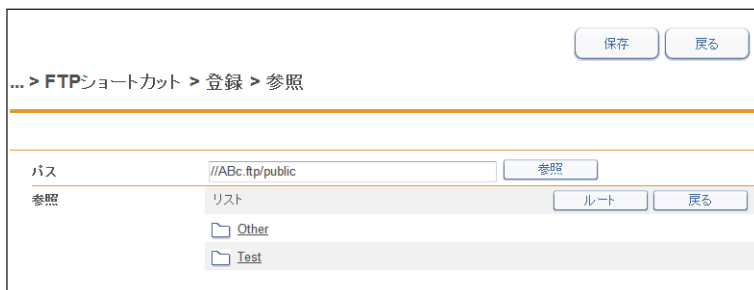 保存 戻る
... > FTPショートカット > 登録 > 参照
パス //ABc.ftp/public 参照
参照 リスト ルート 戻る
Other
Test